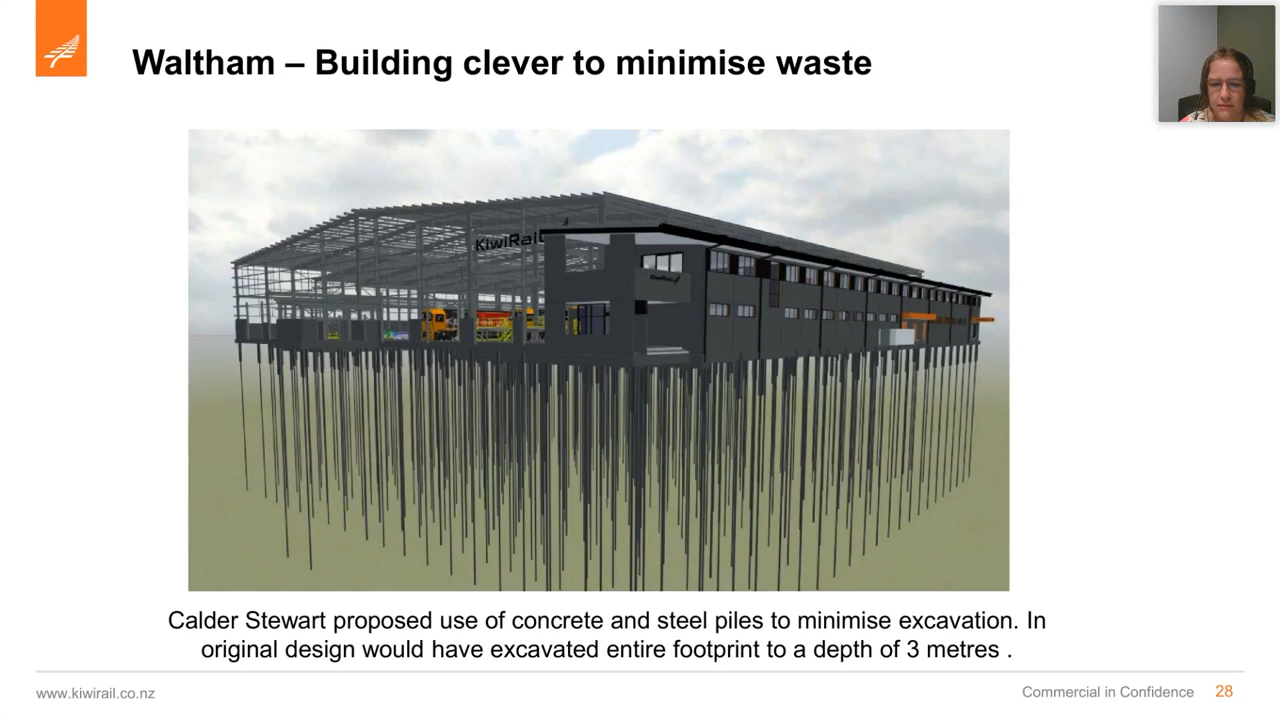 Waltham – Building clever to minimise waste
KiwiRail
KiwiRail
Calder Stewart proposed use of concrete and steel piles to minimise excavation. In
original design would have excavated entire footprint to a depth of 3 metres .
www.kiwirail.co.nz
Commercial in Confidence 28